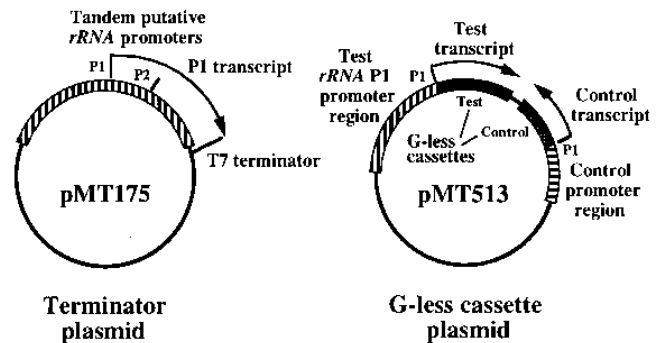 Tandem putative
rRNA promoters
P1
P2
P1 transcript
T7 terminator
pMT175
Terminator
plasmid
Test
transcript
Test
rRNA P1
promoter
region
P1
Test
Control
G-less
cassettes
Control
transcript
P1
Control
promoter
region
pMT513
G-less cassette
plasmid